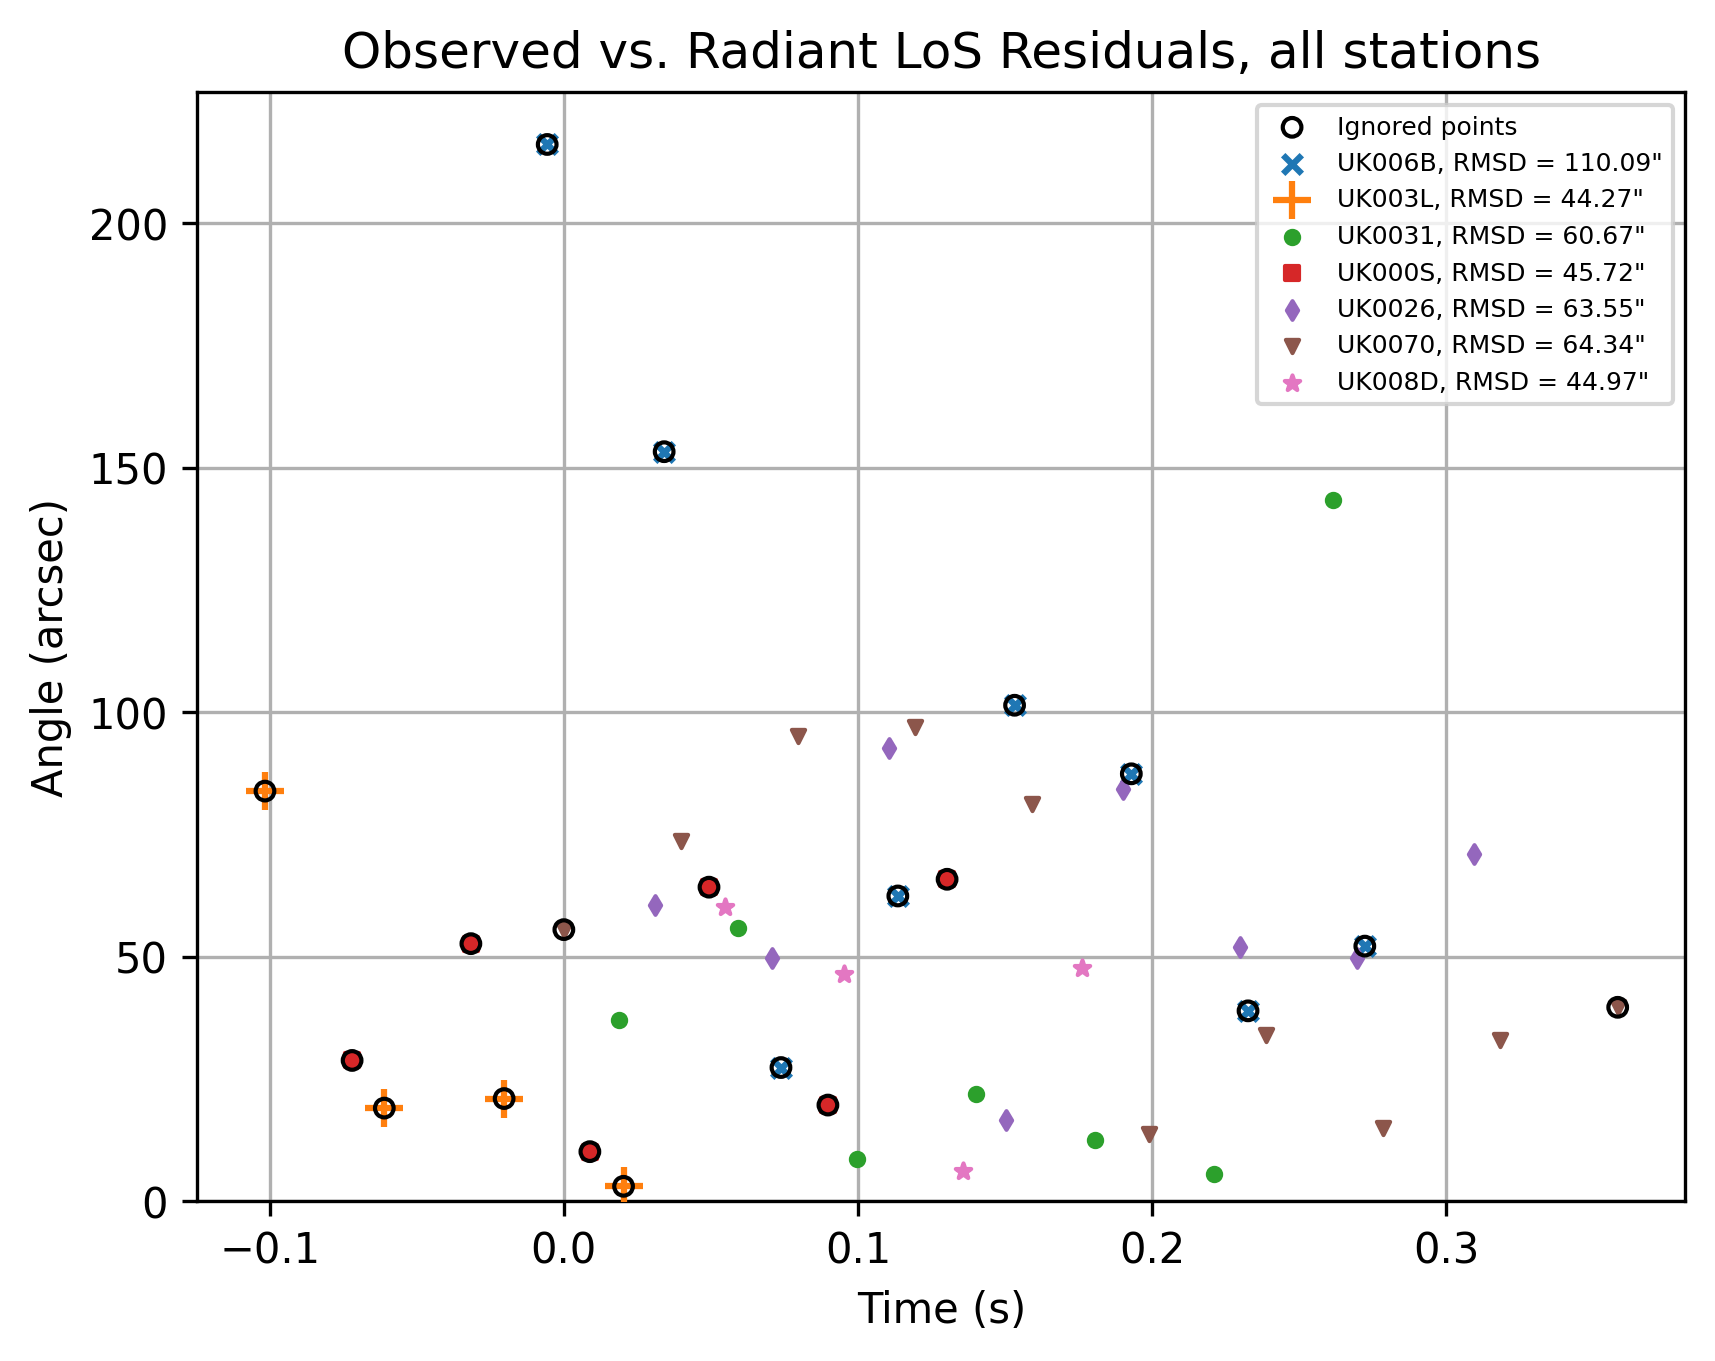 Observed vs. Radiant LoS Residuals, all stations
Ignored points
UK006B, RMSD = 110.09"
UK003L, RMSD = 44.27"
UK0031, RMSD = 60.67"
UK000S, RMSD = 45.72"
UK0026, RMSD = 63.55"
UK0070, RMSD = 64.34"
UK008D, RMSD = 44.97"
Angle (arcsec)
200
150
100
50
0
−0.1 0.0 0.1 0.2 0.3
Time (s)